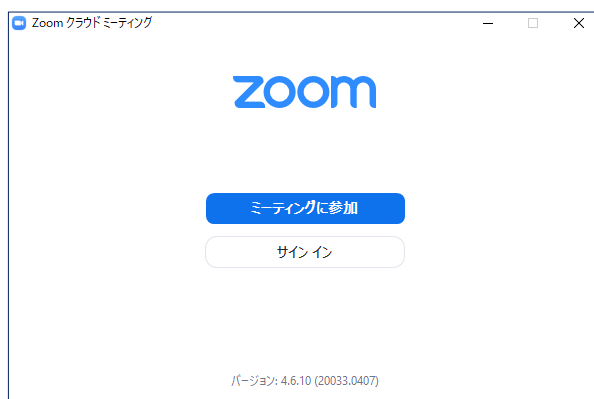 Zoom クラウド ミーティング
zoom
ミーティングに参加
サイン イン
バージョン: 4.6.10 (20033.0407)